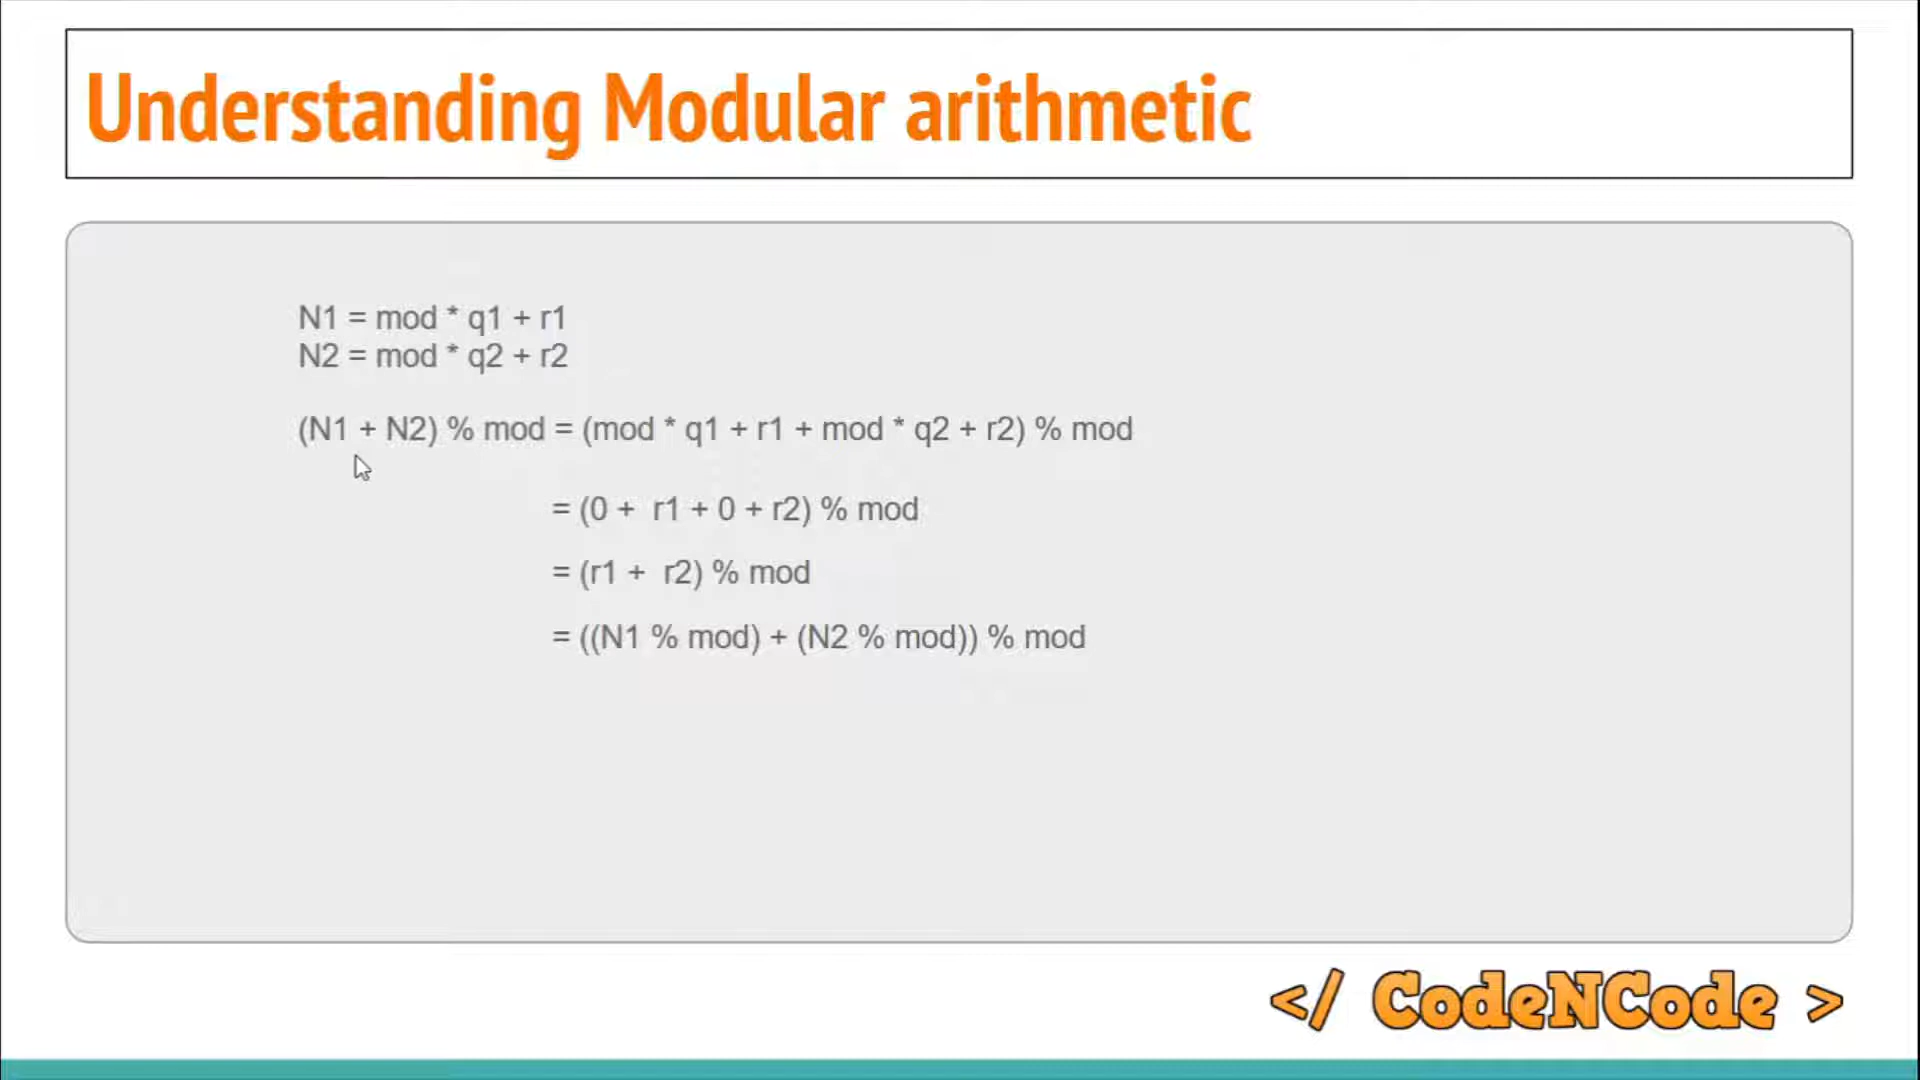 Understanding Modular arithmetic
N1 = mod * q1 + r1
N2 = mod * q2 + r2
(N1 + N2) % mod = (mod * q1 + r1 + mod * q2 + r2) % mod
= (0 + r1 + 0 + r2) % mod
= (r1 + r2) % mod
= ((N1 % mod) + (N2 % mod)) % mod
</ CodeNCode >